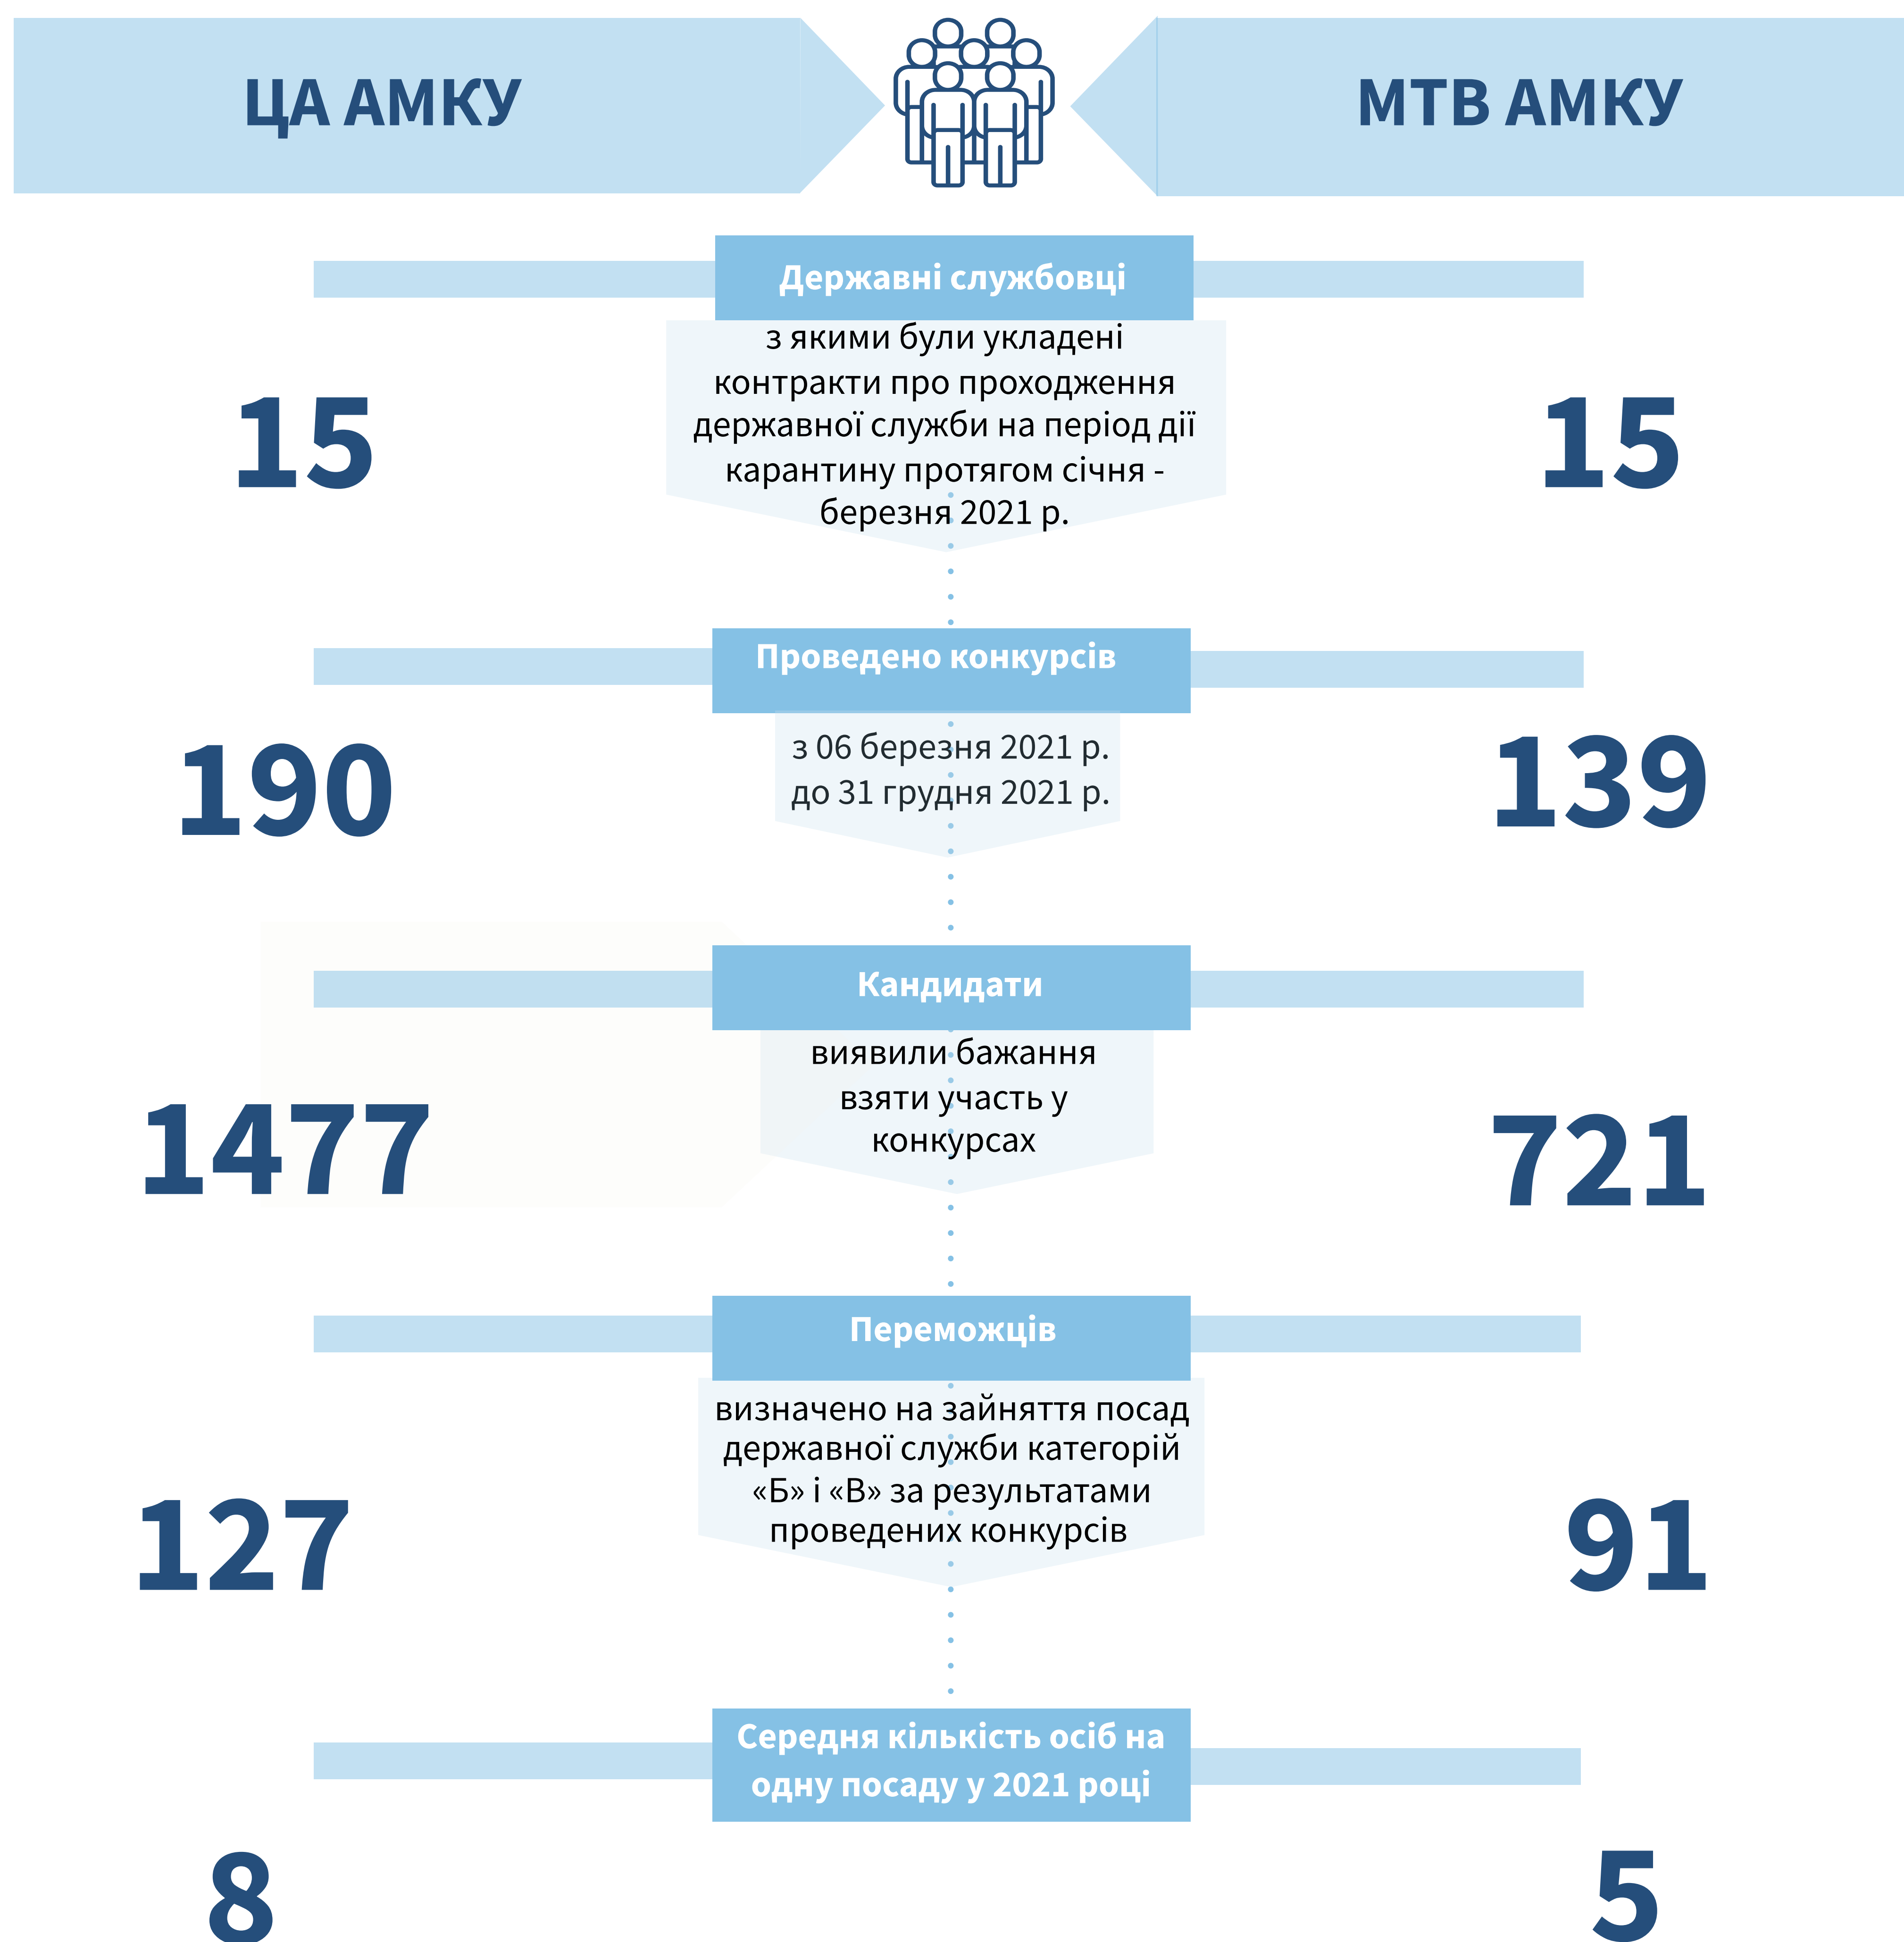 ЦА АМКУ
МТВ АМКУ
Державні службовці
з якими були укладені
контракти про проходження
державної служби на період дії
карантину протягом січня -
березня 2021 р.
15
15
Проведено конкурсів
з 06 березня 2021 р.
до 31 грудня 2021 р.
190
139
Кандидати
виявили бажання
взяти участь у
конкурсах
1477
721
Переможців
визначено на зайняття посад
державної служби категорій
«Б» і «В» за результатами
проведених конкурсів
127
91
Середня кількість осіб на
одну посаду у 2021 році
8
5